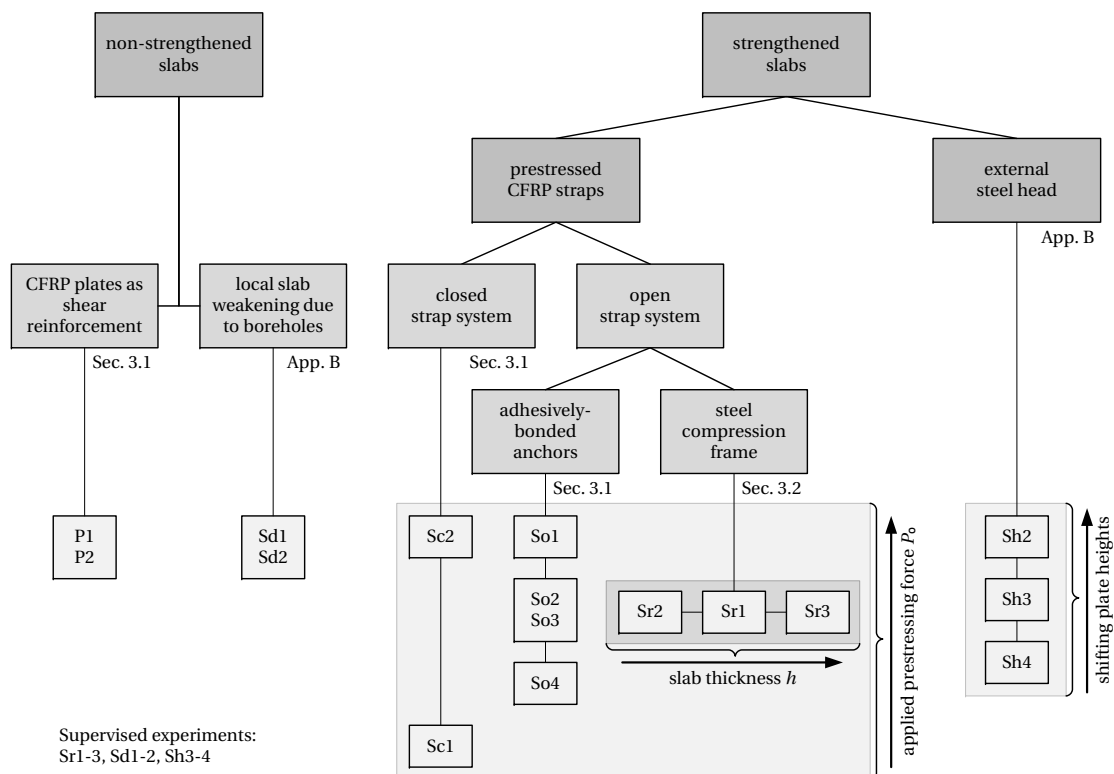 non-strengthened
slabs
strengthened
slabs
prestressed
CFRP straps
external
steel head
App. B
CFRP plates as
shear
reinforcement
Sec. 3.1
local slab
weakening due
to boreholes
App. B
closed
strap system
Sec. 3.1
open
strap system
adhesively-
bonded
anchors
Sec. 3.1
steel
compression
frame
Sec. 3.2
P1
P2
Sd1
Sd2
Sc2
Sc1
So1
So2
So3
So4
Sr2
Sr1
Sr3
slab thickness h
applied prestressing force Po
Sh2
Sh3
Sh4
shifting plate heights
Supervised experiments:
Sr1-3, Sd1-2, Sh3-4